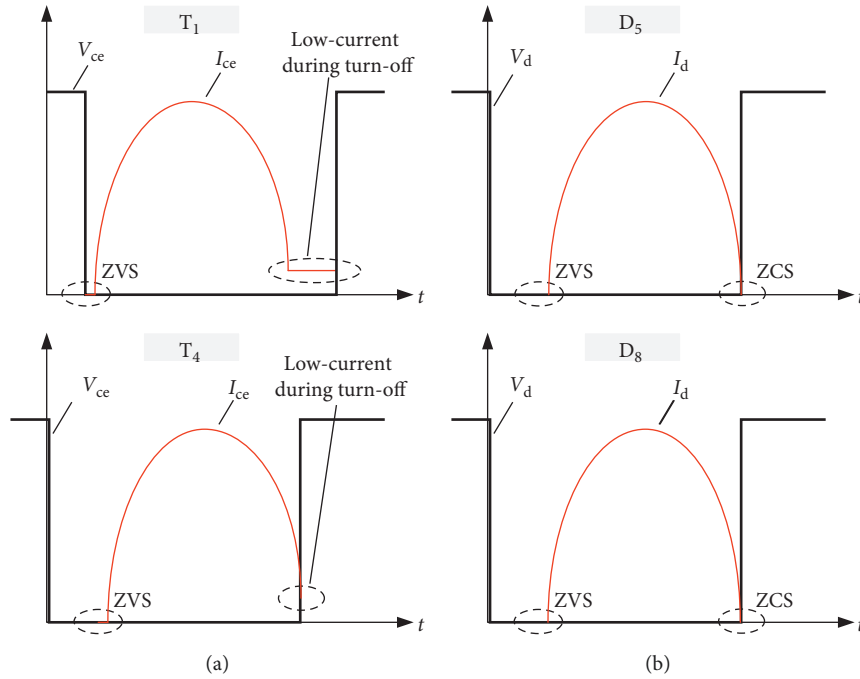 T1
Vce
Ice
Low-current
during turn-off
ZVS
t
D5
Vd
Id
ZVS
ZCS
t
T4
Vce
Ice
Low-current
during turn-off
ZVS
t
D8
Vd
Id
ZVS
ZCS
t
(a)
(b)